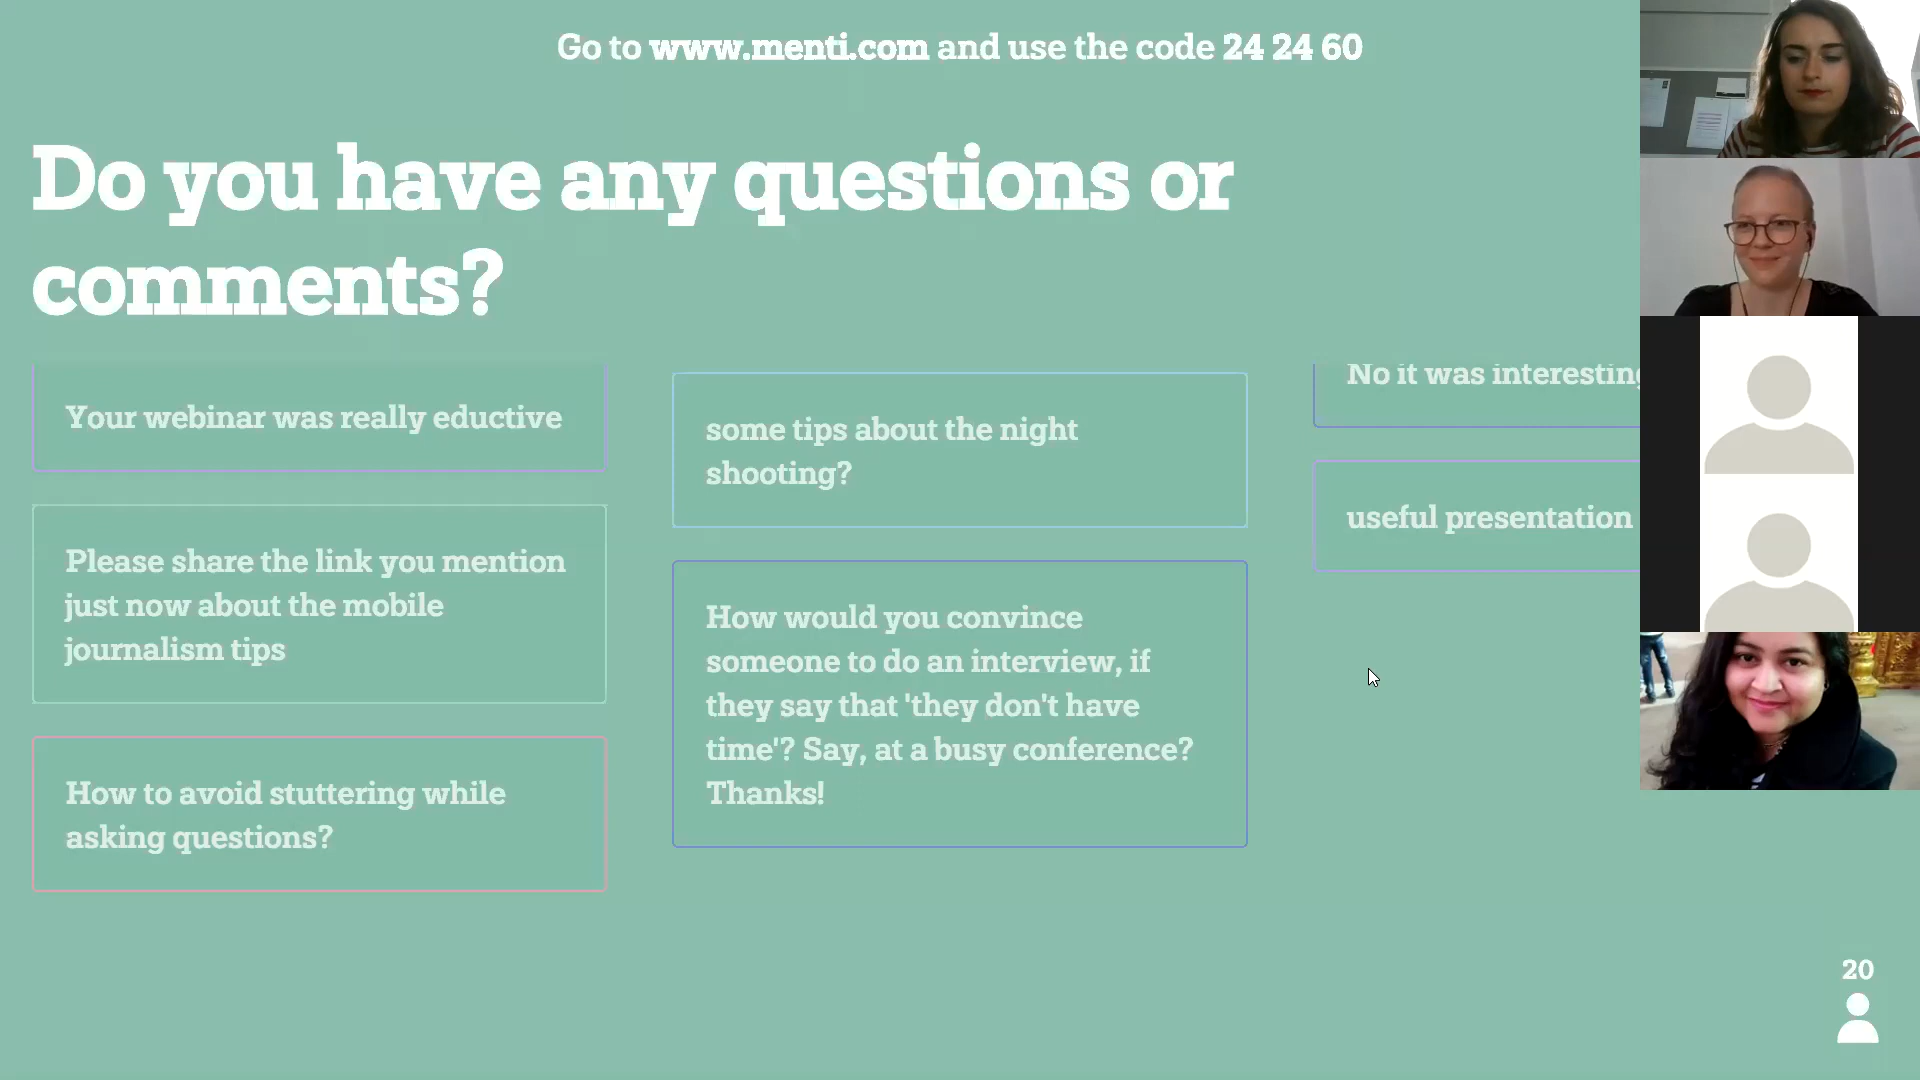 Go to www.menti.com and use the code 24 24 60
Do you have any questions or
comments?
Your webinar was really eductive
Please share the link you mention
just now about the mobile
journalism tips
How to avoid stuttering while
asking questions?
some tips about the night
shooting?
How would you convince
someone to do an interview, if
they say that 'they don't have
time'? Say, at a busy conference?
Thanks!
No it was interesting
useful presentation
20